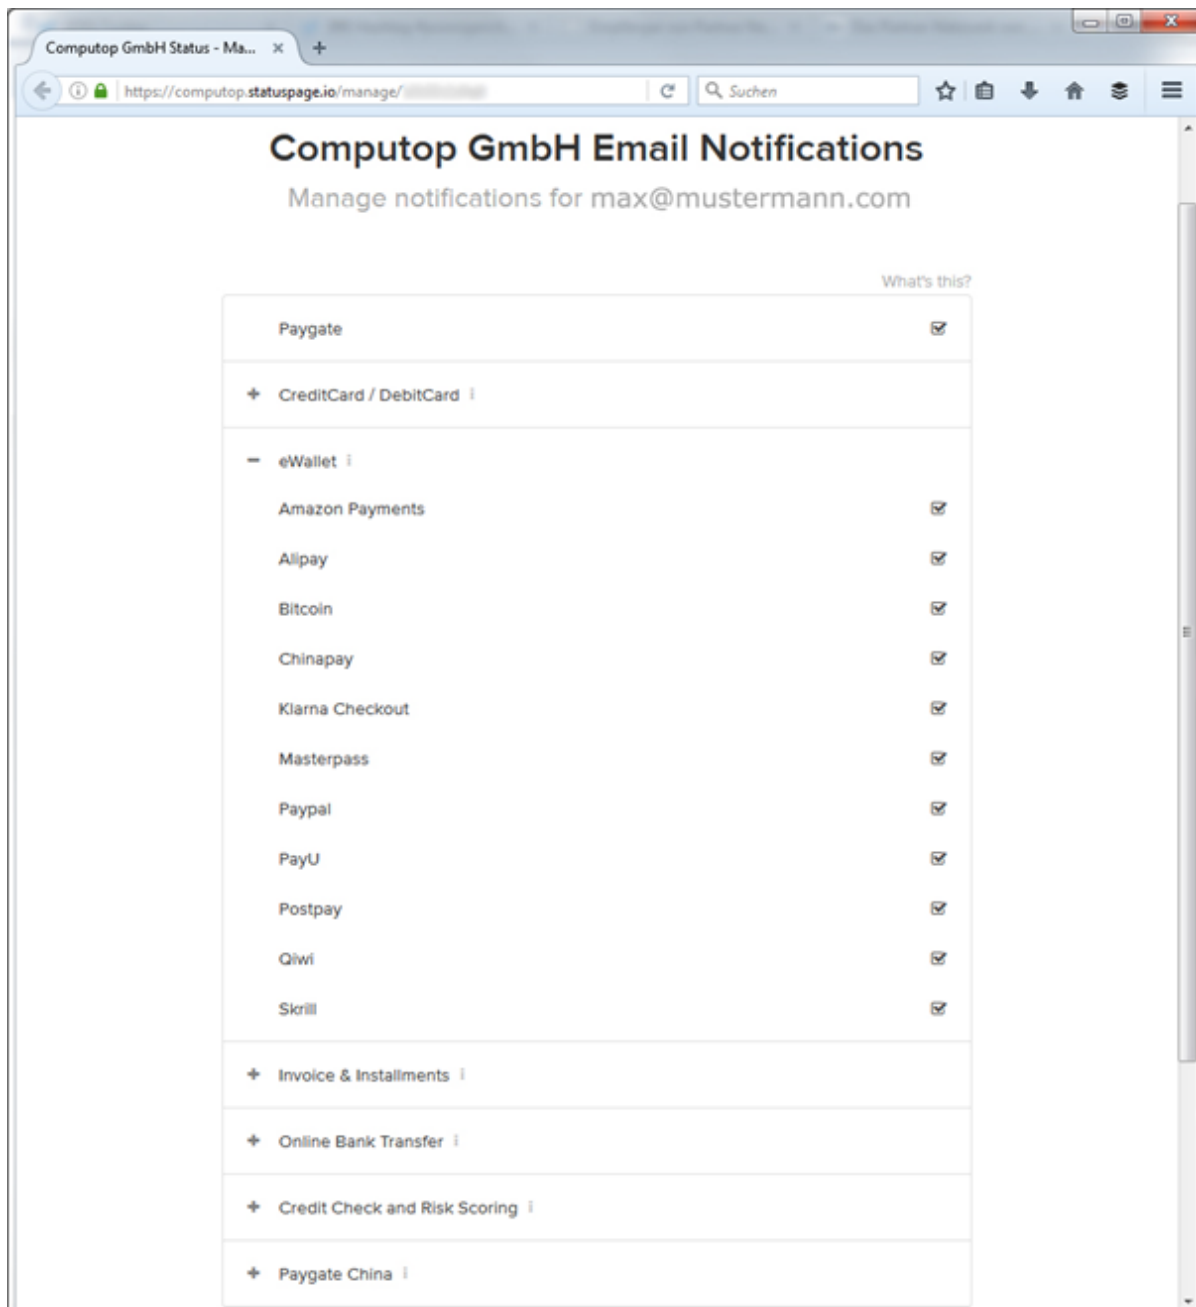 Computop GmbH Status - Ma...
https://computop.statuspage.io/manage/
Suchen
Computop GmbH Email Notifications
Manage notifications for max@mustermann.com
What's this?
Paygate
CreditCard / DebitCard
eWallet
Amazon Payments
Alipay
Bitcoin
Chinapay
Klarna Checkout
Masterpass
Paypal
PayU
Postpay
Qiwi
Skrill
Invoice & Installments
Online Bank Transfer
Credit Check and Risk Scoring
Paygate China